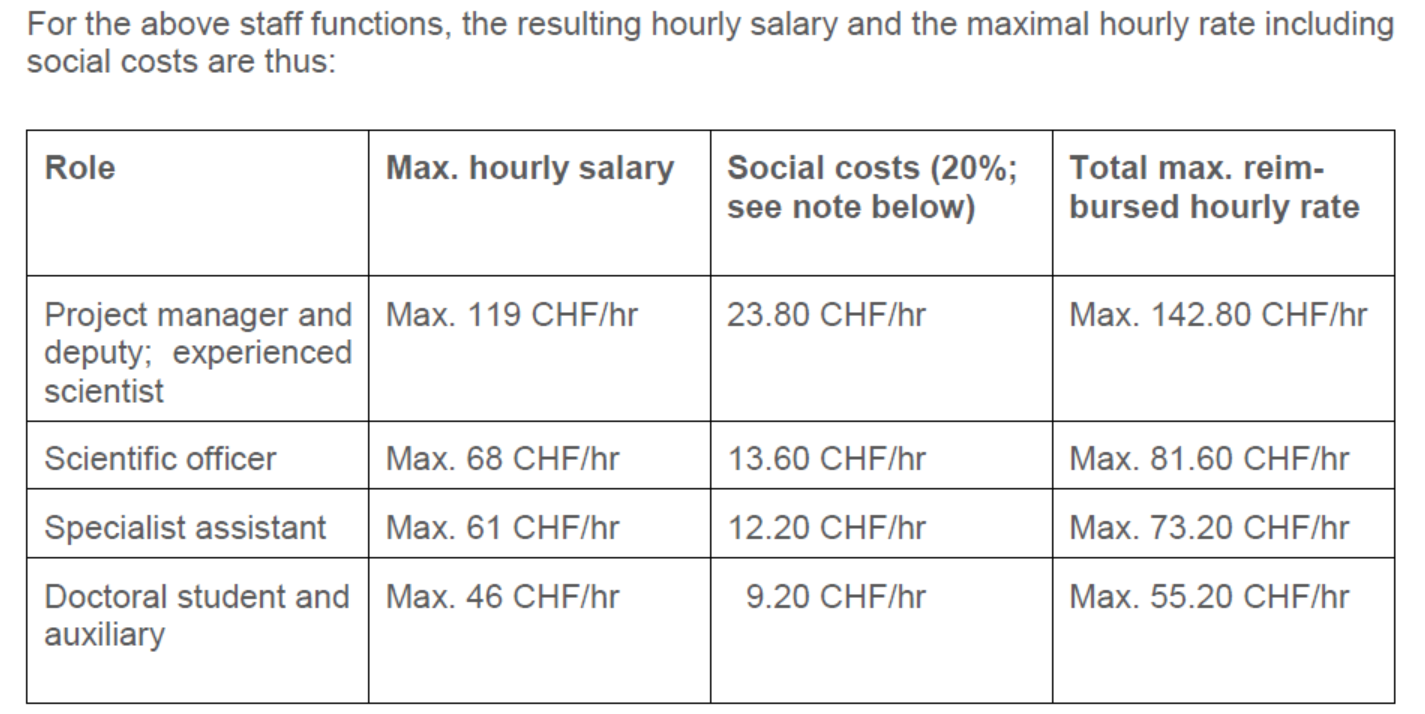 For the above staff functions, the resulting hourly salary and the maximal hourly rate including
social costs are thus:
Role
Max. hourly salary
Social costs (20%;
see note below)
Total max. reim-
bursed hourly rate
Project manager and
deputy; experienced
scientist
Max. 119 CHF/hr
23.80 CHF/hr
Max. 142.80 CHF/hr
Scientific officer
Max. 68 CHF/hr
13.60 CHF/hr
Max. 81.60 CHF/hr
Specialist assistant
Max. 61 CHF/hr
12.20 CHF/hr
Max. 73.20 CHF/hr
Doctoral student and
auxiliary
Max. 46 CHF/hr
9.20 CHF/hr
Max. 55.20 CHF/hr